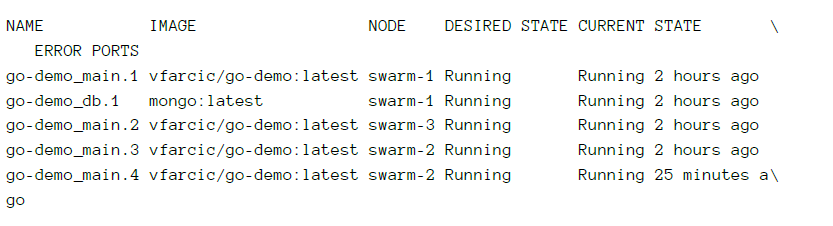 NAME IMAGE NODE DESIRED STATE CURRENT STATE \
ERROR PORTS
go-demo_main.1 vfarcic/go-demo:latest swarm-1 Running Running 2 hours ago
go-demo_db.1 mongo:latest swarm-1 Running Running 2 hours ago
go-demo_main.2 vfarcic/go-demo:latest swarm-3 Running Running 2 hours ago
go-demo_main.3 vfarcic/go-demo:latest swarm-2 Running Running 2 hours ago
go-demo_main.4 vfarcic/go-demo:latest swarm-2 Running Running 25 minutes a\
go